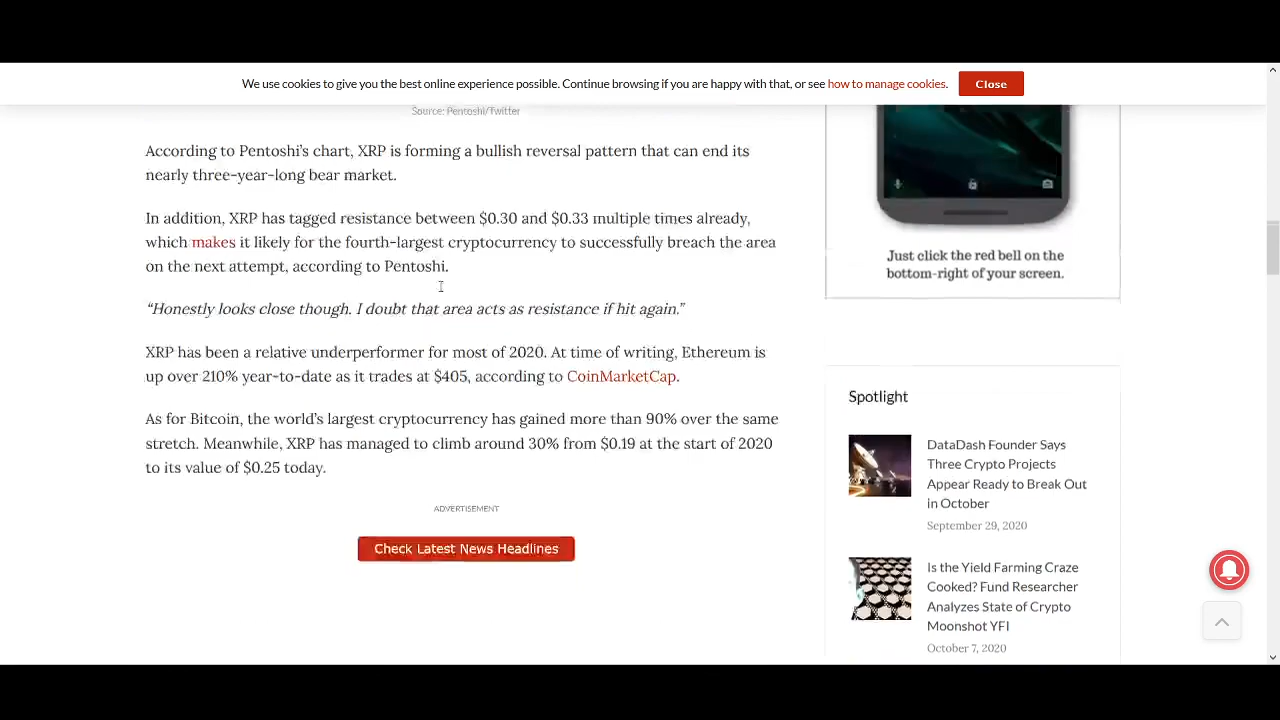 We use cookies to give you the best online experience possible. Continue browsing if you are happy with that, or see how to manage cookies.
Close
Source: Pentoshi/Twitter
According to Pentoshi’s chart, XRP is forming a bullish reversal pattern that can end its
nearly three-year-long bear market.
In addition, XRP has tagged resistance between $0.30 and $0.33 multiple times already,
which makes it likely for the fourth-largest cryptocurrency to successfully breach the area
on the next attempt, according to Pentoshi.
“Honestly looks close though. I doubt that area acts as resistance if hit again.”
XRP has been a relative underperformer for most of 2020. At time of writing, Ethereum is
up over 210% year-to-date as it trades at $405, according to CoinMarketCap.
As for Bitcoin, the world’s largest cryptocurrency has gained more than 90% over the same
stretch. Meanwhile, XRP has managed to climb around 30% from $0.19 at the start of 2020
to its value of $0.25 today.
ADVERTISEMENT
Check Latest News Headlines
Just click the red bell on the
bottom-right of your screen.
Spotlight
DataDash Founder Says
Three Crypto Projects
Appear Ready to Break Out
in October
September 29, 2020
Is the Yield Farming Craze
Cooked? Fund Researcher
Analyzes State of Crypto
Moonshot YFI
October 7, 2020